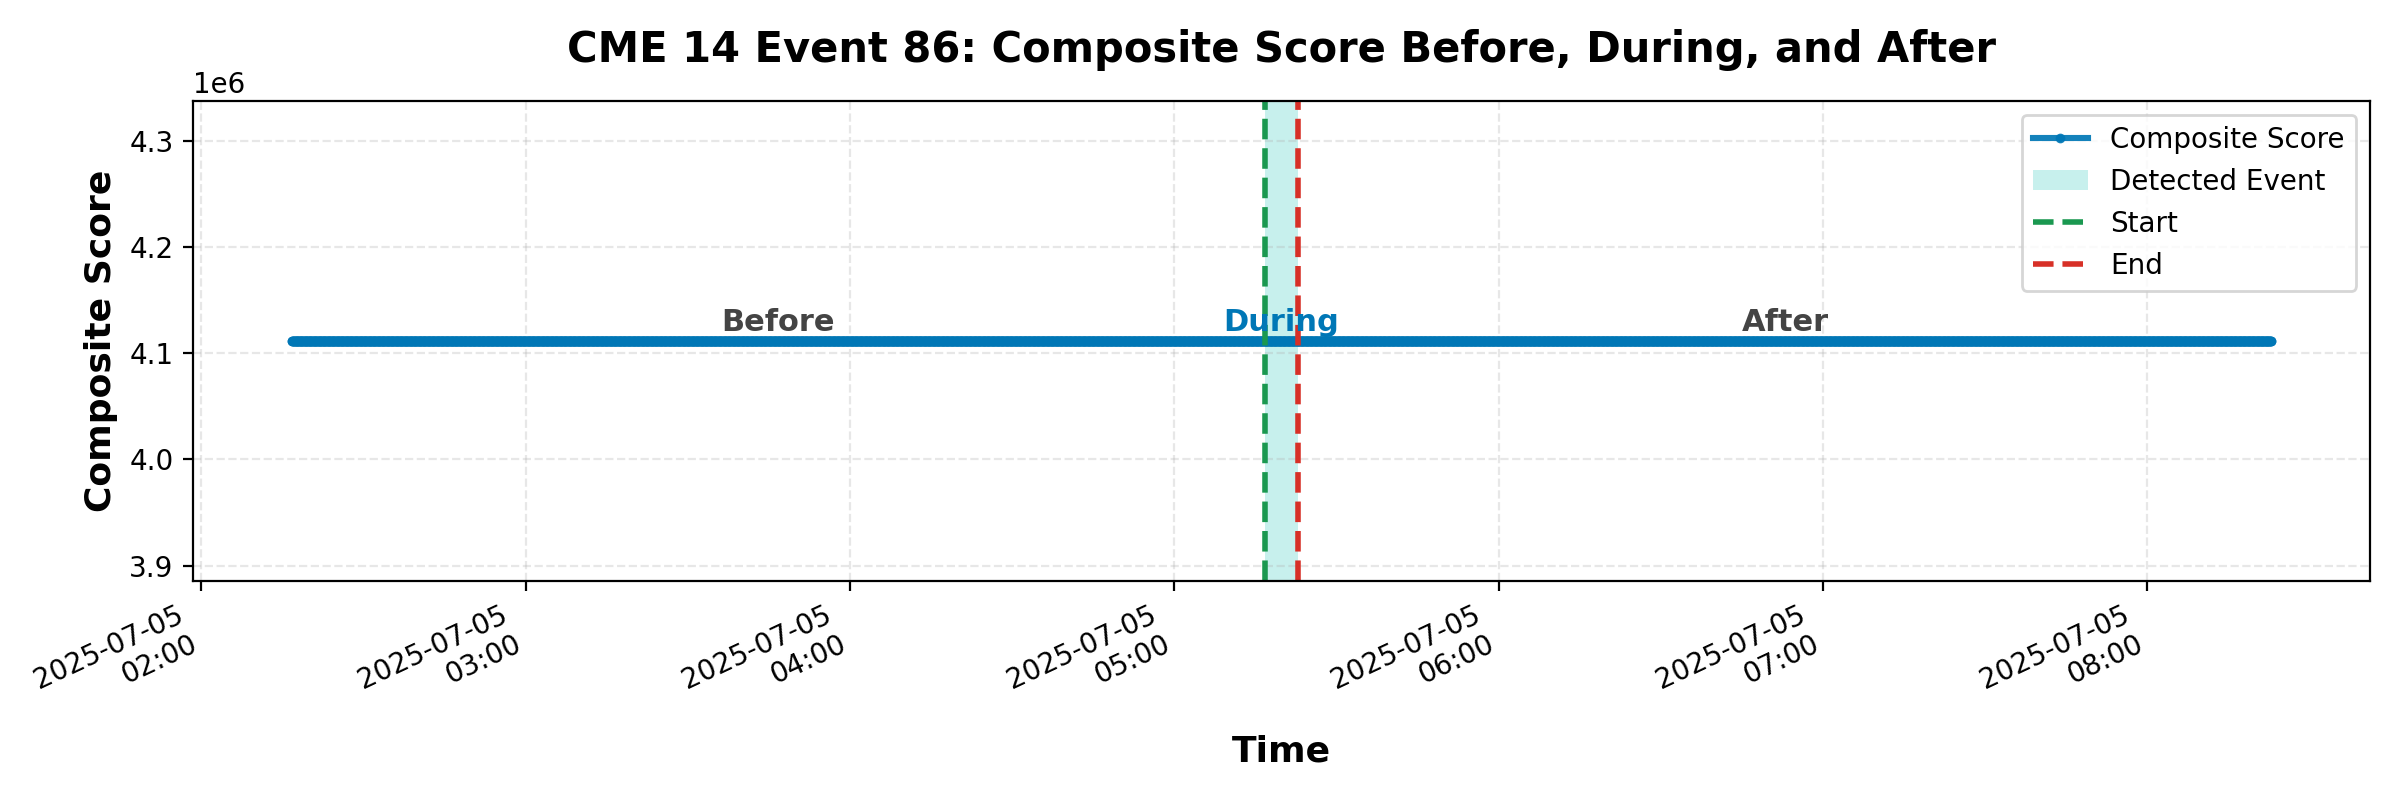 CME 14 Event 86: Composite Score Before, During, and After
1e6
Composite Score
4.3
4.2
4.1
4.0
3.9
Before
During
After
Composite Score
Detected Event
Start
End
2025-07-05
02:00
2025-07-05
03:00
2025-07-05
04:00
2025-07-05
05:00
2025-07-05
06:00
2025-07-05
07:00
2025-07-05
08:00
Time